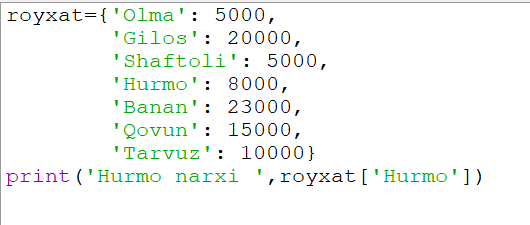 royxat={'Olma': 5000,
'Gilos': 20000,
'Shaftoli': 5000,
'Hurmo': 8000,
'Banan': 23000,
'Qovun': 15000,
'Tarvuz': 10000}
print('Hurmo narxi ',royxat['Hurmo'])